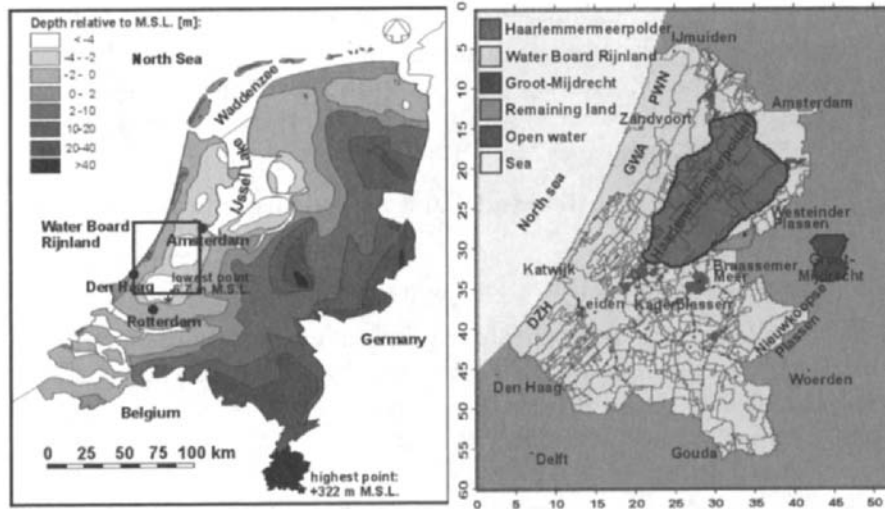 Depth relative to M.S.L. [m]:
< -4
-4 - -2
-2 - 0
0 - 2
2-10
10-20
20-40
>40
North Sea
Waddenzee
IJssel Lake
Water Board
Rijnland
Amsterdam
Den Haag
lowest point:
M.S.L.
Rotterdam
Germany
Belgium
0 25 50 75 100 km
highest point:
+322 m M.S.L.
Haarlemmermeerpolder
Water Board Rijnland
Groot-Mijdrecht
Remaining land
Open water
Sea
IJmuiden
Amsterdam
PWN
Zandvoort
GWA
Haarlemmermeerpolder
North sea
Westeinder
Plassen
Groot-
Mijdrecht
Braassemer
Meer
Katwijk
Leiden
Kagerplassen
DZH
Nieuwkoopse
Plassen
Den Haag
Woerden
Delft
Gouda
0
5
10
15
20
25
30
35
40
45
50
55
60
0 5 10 15 20 25 30 35 40 45 50